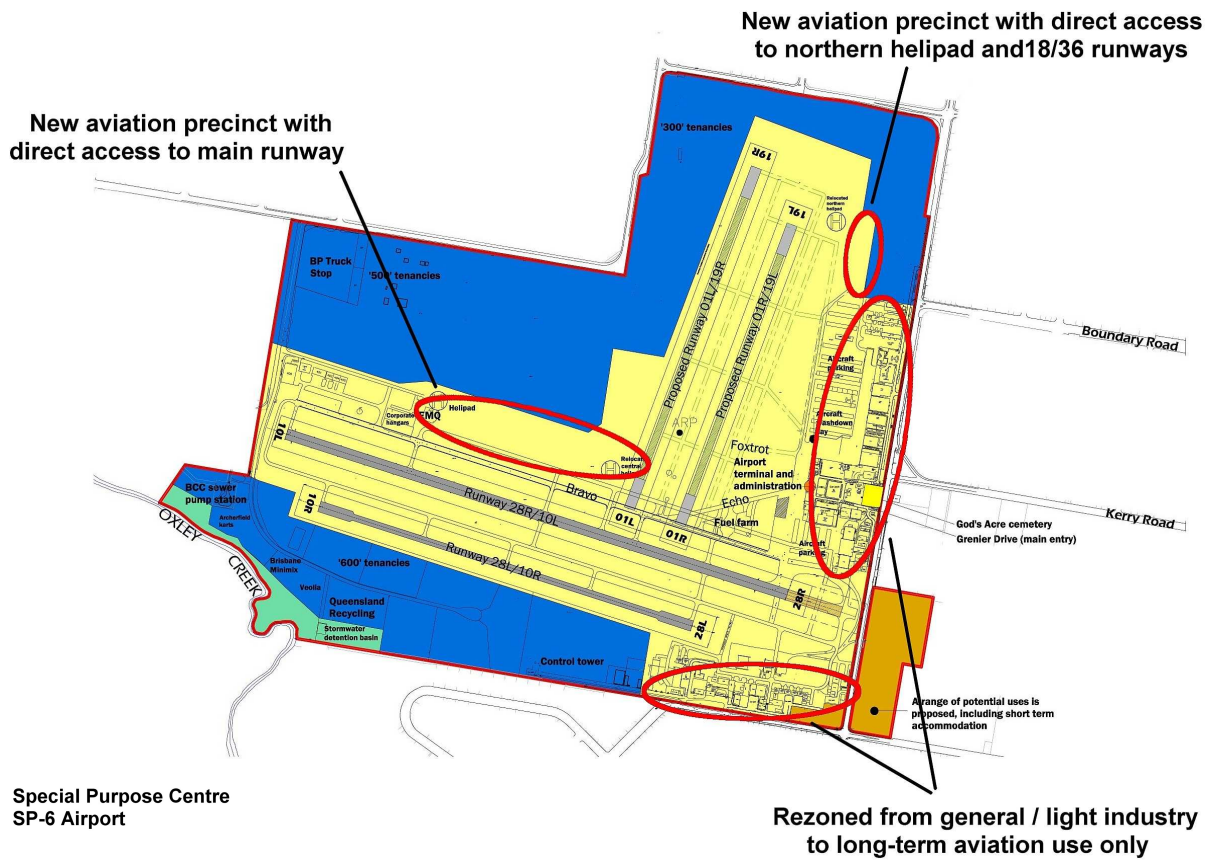 New aviation precinct with direct access
to northern helipad and18/36 runways
New aviation precinct with
direct access to main runway
'300' tenancies
19R
19L
Relocated
northern
helipad
BP Truck
Stop
'500' tenancies
Proposed Runway 01L/19R
Proposed Runway 01R/19L
Boundary Road
Aircraft
parking
Helipad
EMQ
Corporate
hangars
Aircraft
washdown
bay
ARP
10L
Foxtrot
Airport
terminal and
administration
Relocated
central
helipad
Bravo
Echo
BCC sewer
pump station
10R
Runway 28R/10L
01L
01R
Fuel farm
Kerry Road
Archerfield
karts
God's Acre cemetery
Grenier Drive (main entry)
Aircraft
parking
OXLEY
CREEK
Brisbane
Minimix
'600' tenancies
Runway 28L/10R
Veolia
28R
Queensland
Recycling
28L
Stormwater
detention basin
Control tower
A range of potential uses is
proposed, including short term
accommodation
Special Purpose Centre
SP-6 Airport
Rezoned from general / light industry
to long-term aviation use only